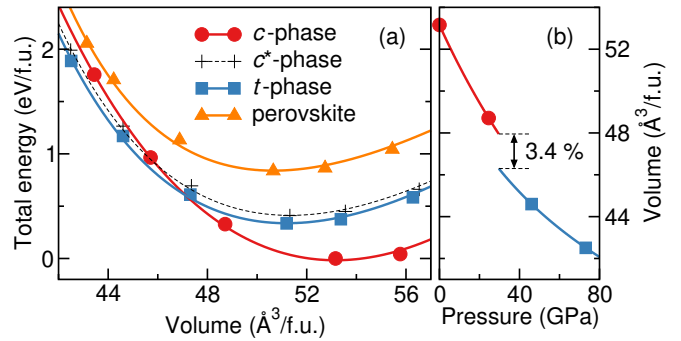 c-phase
c*-phase
t-phase
perovskite
(a)
Total energy (eV/f.u.)
0
1
2
44
48
52
56
Volume (Å³/f.u.)
(b)
3.4 %
52
48
44
Volume (Å³/f.u.)
0
40
80
Pressure (GPa)